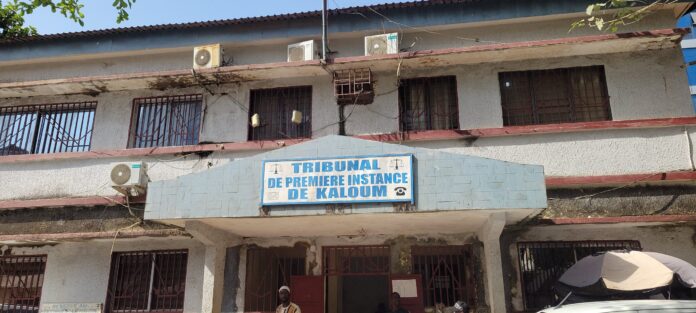 TRIBUNAL
DE PREMIERE INSTANCE
DE KALOUM